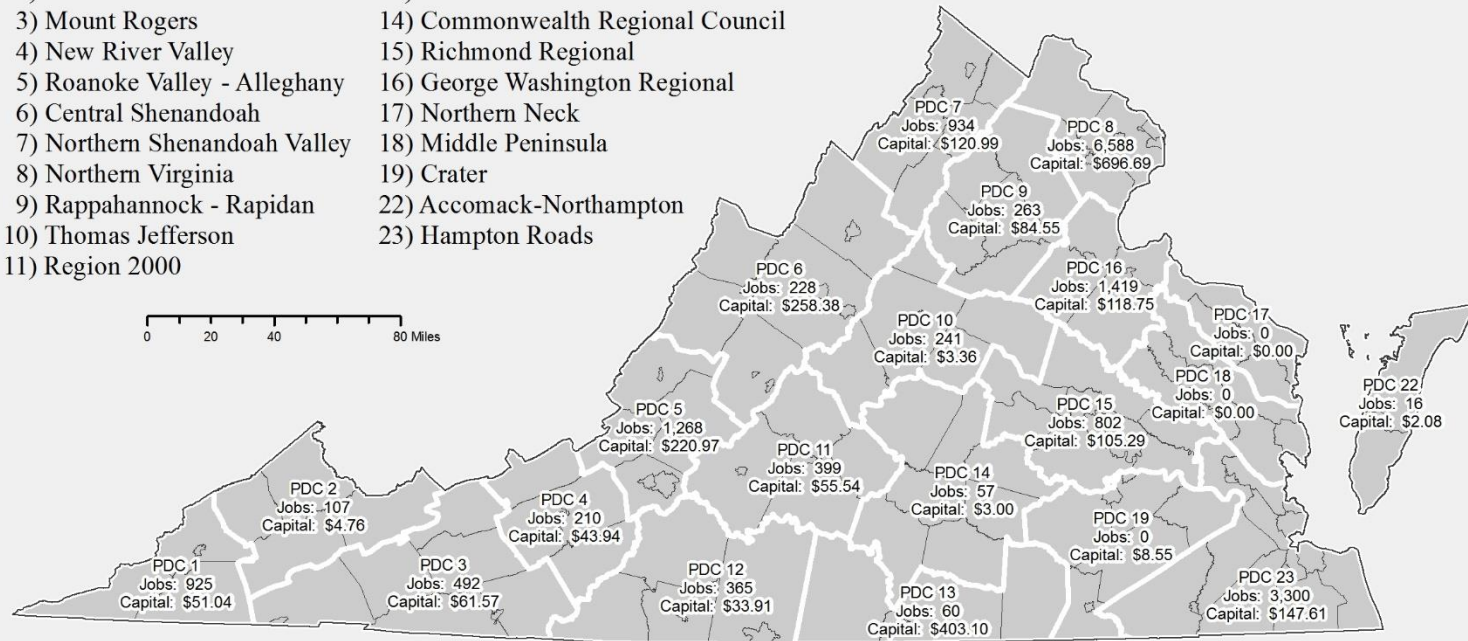 3) Mount Rogers
4) New River Valley
5) Roanoke Valley - Alleghany
6) Central Shenandoah
7) Northern Shenandoah Valley
8) Northern Virginia
9) Rappahannock - Rapidan
10) Thomas Jefferson
11) Region 2000
14) Commonwealth Regional Council
15) Richmond Regional
16) George Washington Regional
17) Northern Neck
18) Middle Peninsula
19) Crater
22) Accomack-Northampton
23) Hampton Roads
0 20 40 80 Miles
PDC 7
Jobs: 934
Capital: $120.99
PDC 8
Jobs: 6,588
Capital: $696.69
PDC 9
Jobs: 263
Capital: $84.55
PDC 6
Jobs: 228
Capital: $258.38
PDC 16
Jobs: 1,419
Capital: $118.75
PDC 10
Jobs: 241
Capital: $3.36
PDC 17
Jobs: 0
Capital: $0.00
PDC 18
Jobs: 0
Capital: $0.00
PDC 22
Jobs: 16
Capital: $2.08
PDC 5
Jobs: 1,268
Capital: $220.97
PDC 15
Jobs: 802
Capital: $105.29
PDC 11
Jobs: 399
Capital: $55.54
PDC 14
Jobs: 57
Capital: $3.00
PDC 2
Jobs: 107
Capital: $4.76
PDC 4
Jobs: 210
Capital: $43.94
PDC 19
Jobs: 0
Capital: $8.55
PDC 1
Jobs: 925
Capital: $51.04
PDC 3
Jobs: 492
Capital: $61.57
PDC 12
Jobs: 365
Capital: $33.91
PDC 13
Jobs: 60
Capital: $403.10
PDC 23
Jobs: 3,300
Capital: $147.61